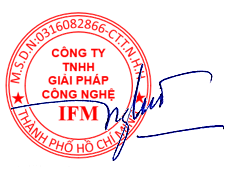 M.S.D.N:0316082866-C.T.T.N.H.H
CÔNG TY
TNHH
GIẢI PHÁP
CÔNG NGHỆ
IFM
THÀNH PHỐ HỒ CHÍ MINH